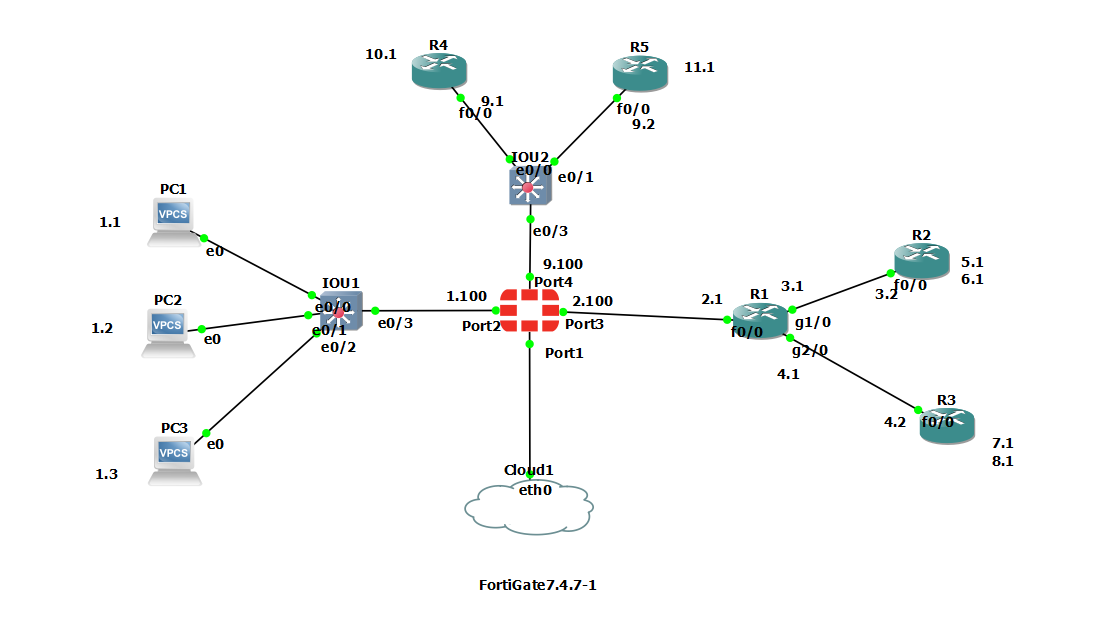 R4
R5
10.1
11.1
9.1
f0/0
f0/0
9.2
IOU2
e0/0
e0/1
PC1
VPCS
1.1
e0
e0/3
R2
5.1
6.1
f0/0
3.2
9.100
Port4
IOU1
e0/0
1.100
2.100
2.1
R1
3.1
PC2
VPCS
1.2
e0
e0/1
e0/3
Port2
Port3
f0/0
g1/0
e0/2
Port1
g2/0
4.1
R3
PC3
VPCS
e0
4.2
f0/0
7.1
8.1
1.3
Cloud1
eth0
FortiGate7.4.7-1